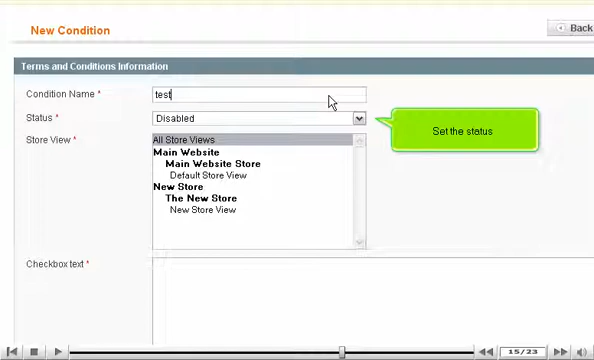 New Condition
Back
Terms and Conditions Information
Condition Name * test
Status * Disabled
Set the status
Store View * All Store Views
Main Website
Main Website Store
Default Store View
New Store
The New Store
New Store View
Checkbox text *
15/23